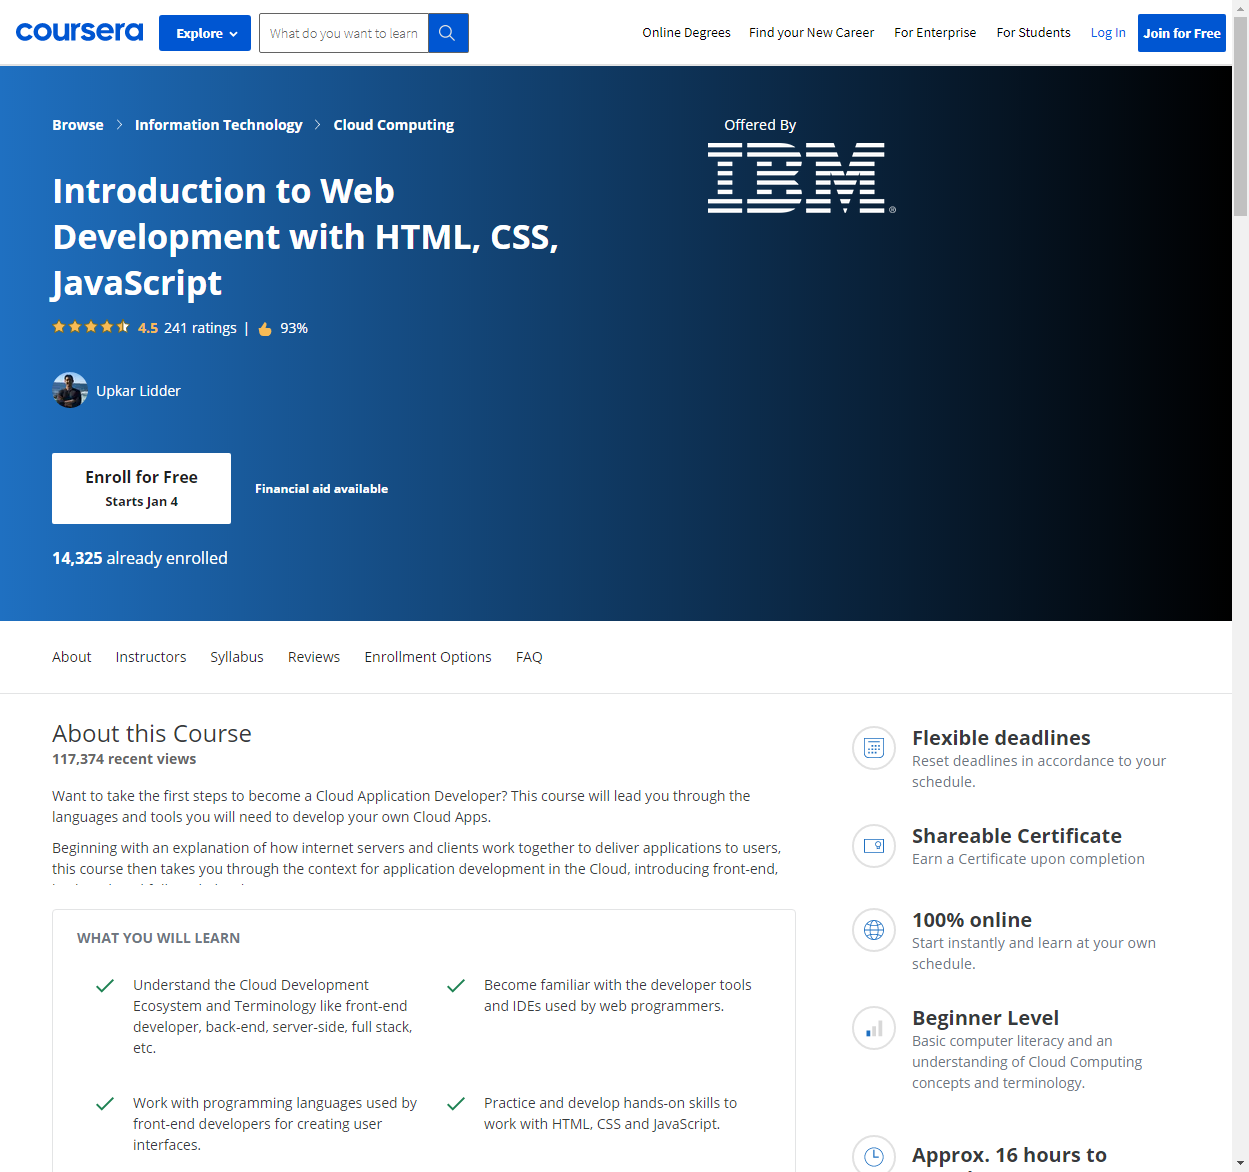 coursera
Explore
What do you want to learn
Online Degrees
Find your New Career
For Enterprise
For Students
Log In
Join for Free
Browse
Information Technology
Cloud Computing
Offered By
IBM®
Introduction to Web
Development with HTML, CSS,
JavaScript
4.5 241 ratings | 93%
Upkar Lidder
Enroll for Free
Starts Jan 4
Financial aid available
14,325 already enrolled
About
Instructors
Syllabus
Reviews
Enrollment Options
FAQ
About this Course
117,374 recent views
Want to take the first steps to become a Cloud Application Developer? This course will lead you through the
languages and tools you will need to develop your own Cloud Apps.
Beginning with an explanation of how internet servers and clients work together to deliver applications to users,
this course then takes you through the context for application development in the Cloud, introducing front-end,
WHAT YOU WILL LEARN
Understand the Cloud Development
Ecosystem and Terminology like front-end
developer, back-end, server-side, full stack,
etc.
Become familiar with the developer tools
and IDEs used by web programmers.
Work with programming languages used by
front-end developers for creating user
interfaces.
Practice and develop hands-on skills to
work with HTML, CSS and JavaScript.
Flexible deadlines
Reset deadlines in accordance to your
schedule.
Shareable Certificate
Earn a Certificate upon completion
100% online
Start instantly and learn at your own
schedule.
Beginner Level
Basic computer literacy and an
understanding of Cloud Computing
concepts and terminology.
Approx. 16 hours to